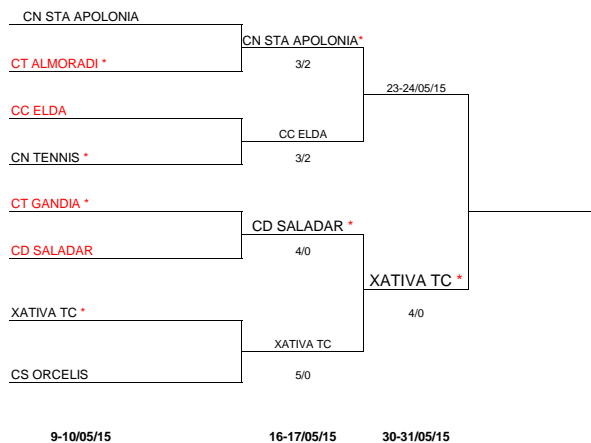 CN STA APOLONIA
CN STA APOLONIA*
CT ALMORADI *
3/2
23-24/05/15
CC ELDA
CC ELDA
CN TENNIS *
3/2
CT GANDIA *
CD SALADAR *
CD SALADAR
4/0
XATIVA TC *
XATIVA TC *
4/0
XATIVA TC
CS ORCELIS
5/0
9-10/05/15
16-17/05/15
30-31/05/15